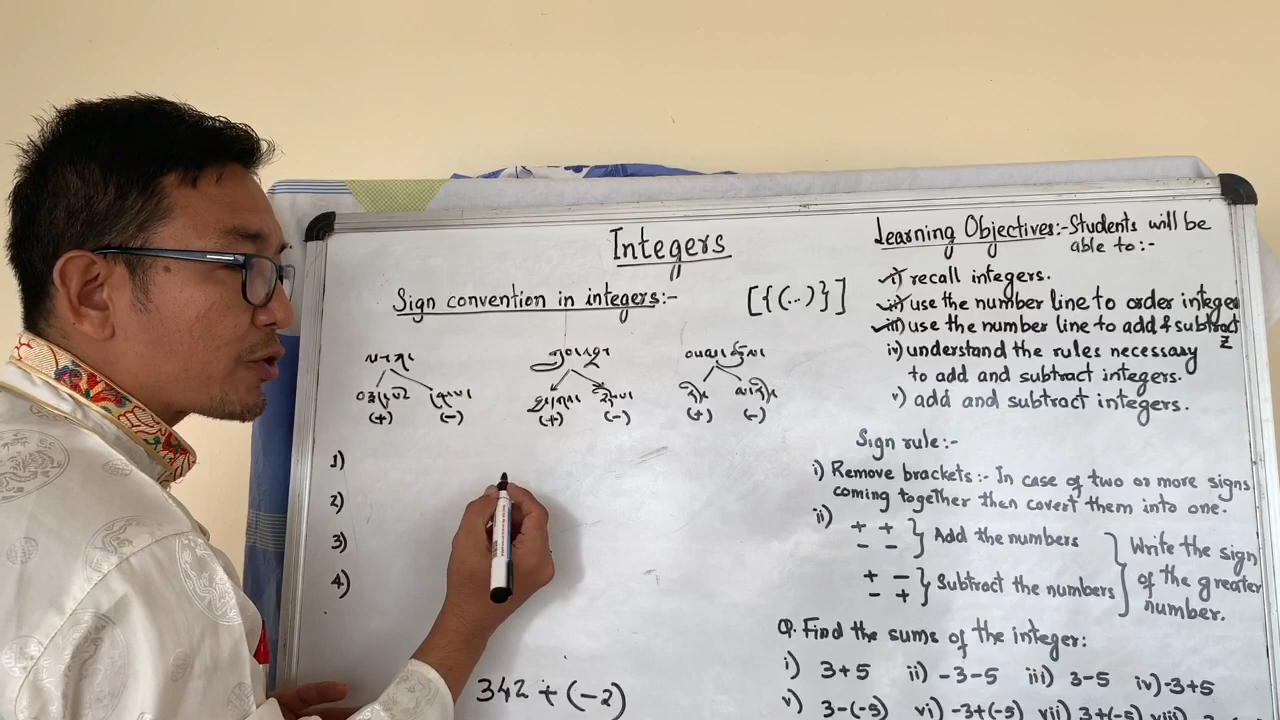 Integers
Sign convention in integers:-
[{(..)}]
(+) (-)
(+) (-)
(+) (-)
1)
2)
3)
4)
342 + (-2)
Learning Objectives:- Students will be
able to:-
i) recall integers.
ii) use the number line to order integer
iii) use the number line to add & subtract
Z
iv) understand the rules necessary
to add and subtract integers.
v) add and subtract integers.
Sign rule:-
i) Remove brackets:- In case of two or more signs
coming together then covert them into one.
ii) + +
- - } Add the numbers
+ -
- + } Subtract the numbers
} Write the sign
of the greater
number.
Q. Find the sums of the integer:
i) 3+5 ii) -3-5 iii) 3-5 iv) -3+5
v) 3-(-5) vi) -3+(-5) vii) 3+(-5) viii)